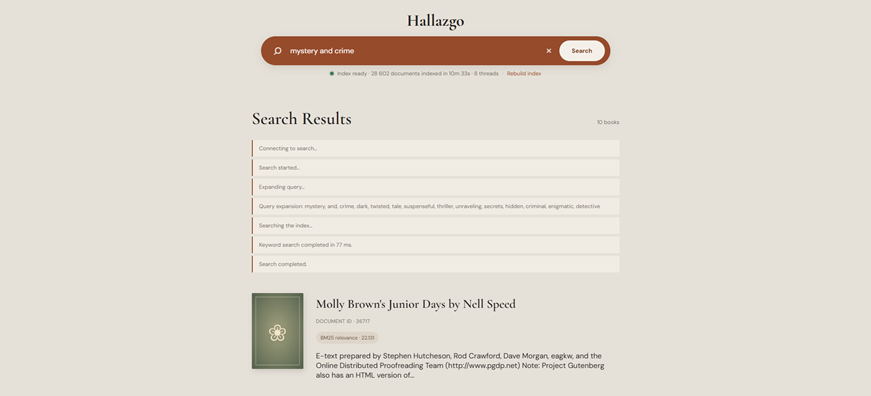 Hallazgo
mystery and crime
Search
Index ready · 28 602 documents indexed in 10m 33s · 6 threads · Rebuild index
Search Results
10 books
Connecting to search...
Search started...
Expanding query...
Query expansion: mystery, and, crime, dark, twisted, tale, suspenseful, thriller, unraveling, secrets, hidden, criminal, enigmatic, detective
Searching the index...
Keyword search completed in 77 ms.
Search completed.
Molly Brown's Junior Days by Nell Speed
DOCUMENT ID · 36717
BM25 relevance · 22.131
E-text prepared by Stephen Hutcheson, Rod Crawford, Dave Morgan, eagkw, and the
Online Distributed Proofreading Team (http://www.pgdp.net) Note: Project Gutenberg
also has an HTML version of...